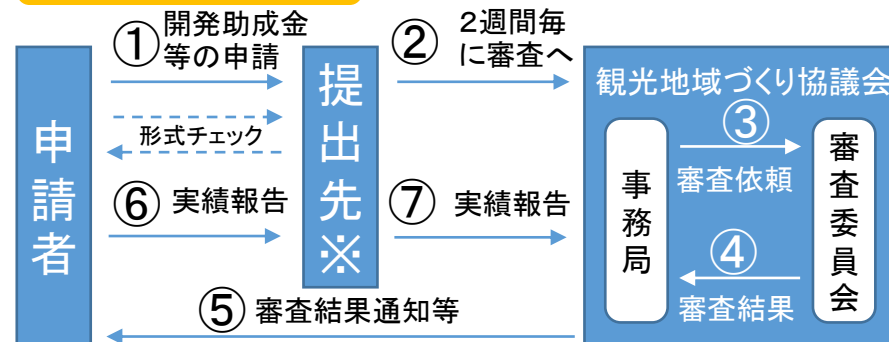 ①開発助成金
等の申請
②2週間毎
に審査へ
形式チェック
⑥実績報告
⑦実績報告
⑤審査結果通知等
申請者
提出先※
観光地域づくり協議会
③
審査依頼
④
審査結果
事務局
審査委員会